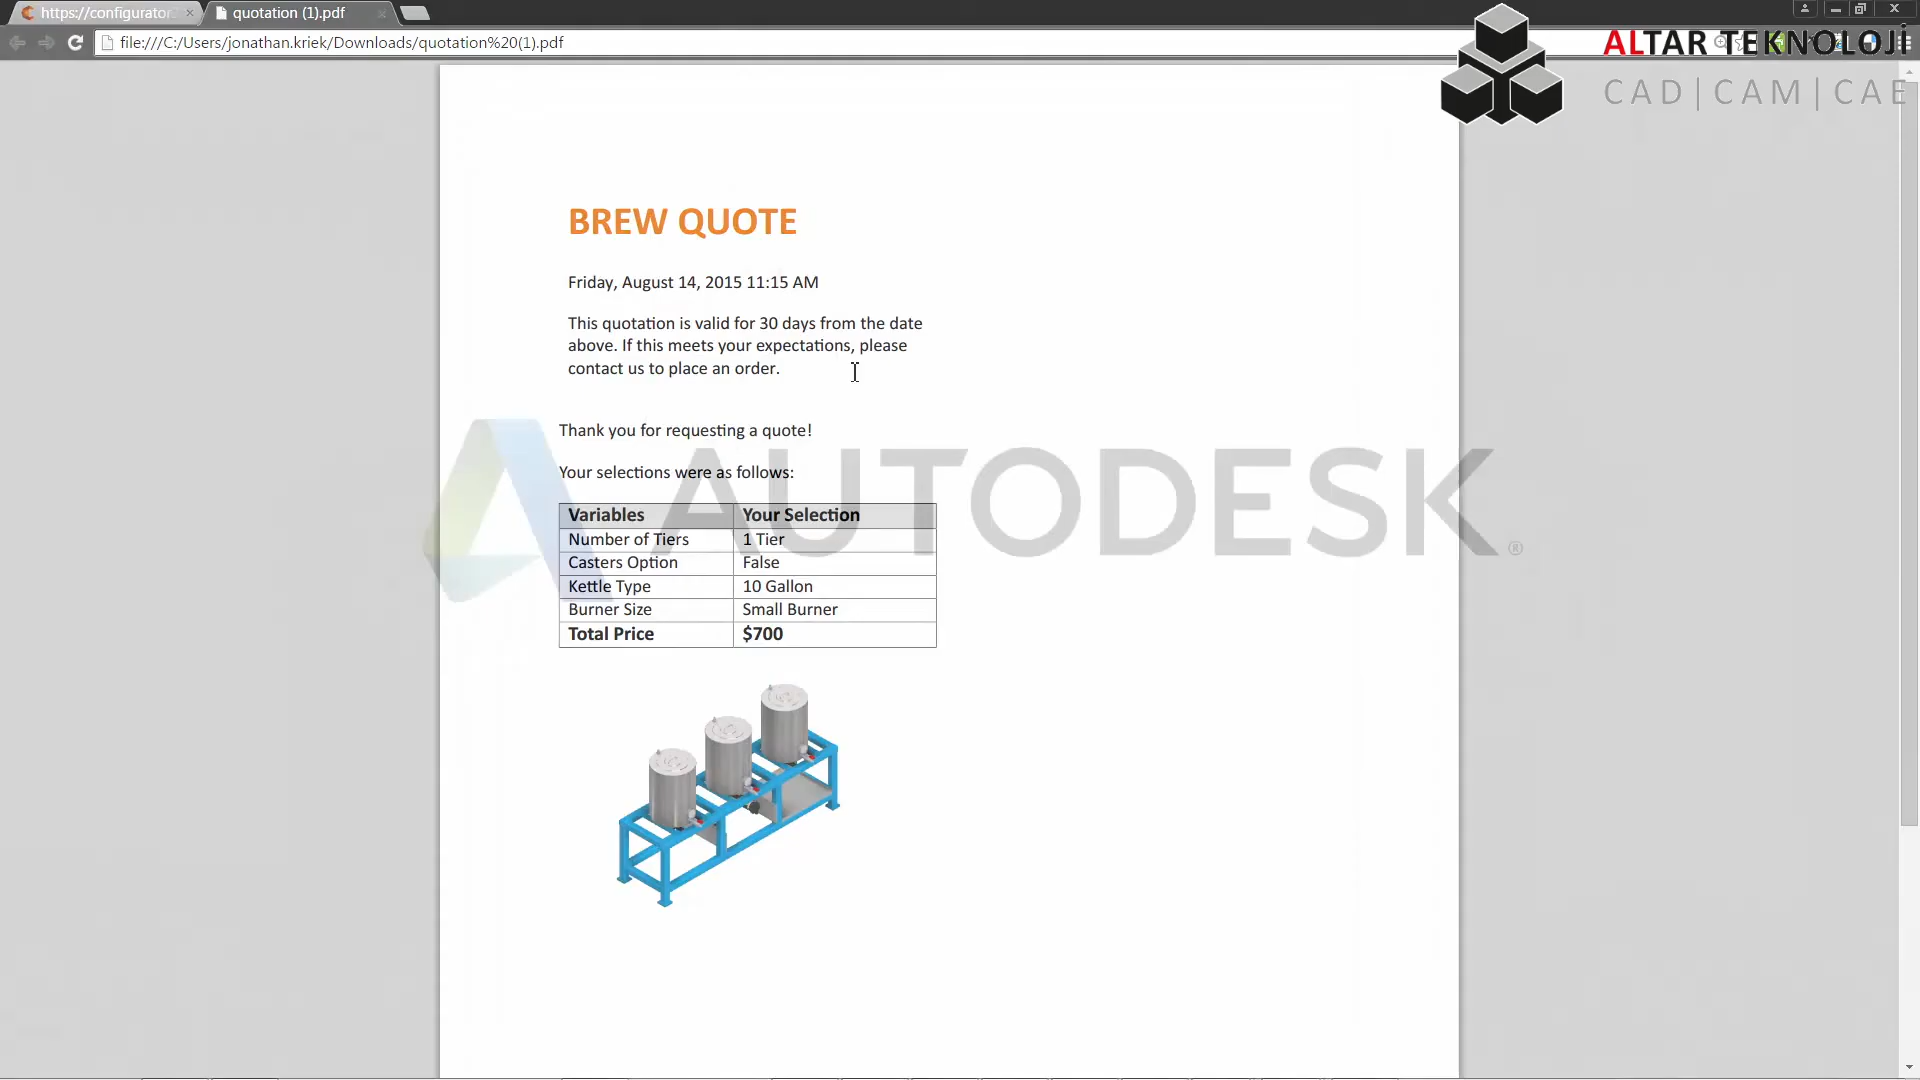 https://configurator
quotation (1).pdf
file:///C:/Users/jonathan.kriek/Downloads/quotation%20(1).pdf
ALTAR TEKNOLOJİ
CAD|CAM|CAE
BREW QUOTE
Friday, August 14, 2015 11:15 AM
This quotation is valid for 30 days from the date
above. If this meets your expectations, please
contact us to place an order.
Thank you for requesting a quote!
Your selections were as follows:
AUTODESK®
Variables Your Selection
Number of Tiers 1 Tier
Casters Option False
Kettle Type 10 Gallon
Burner Size Small Burner
Total Price $700